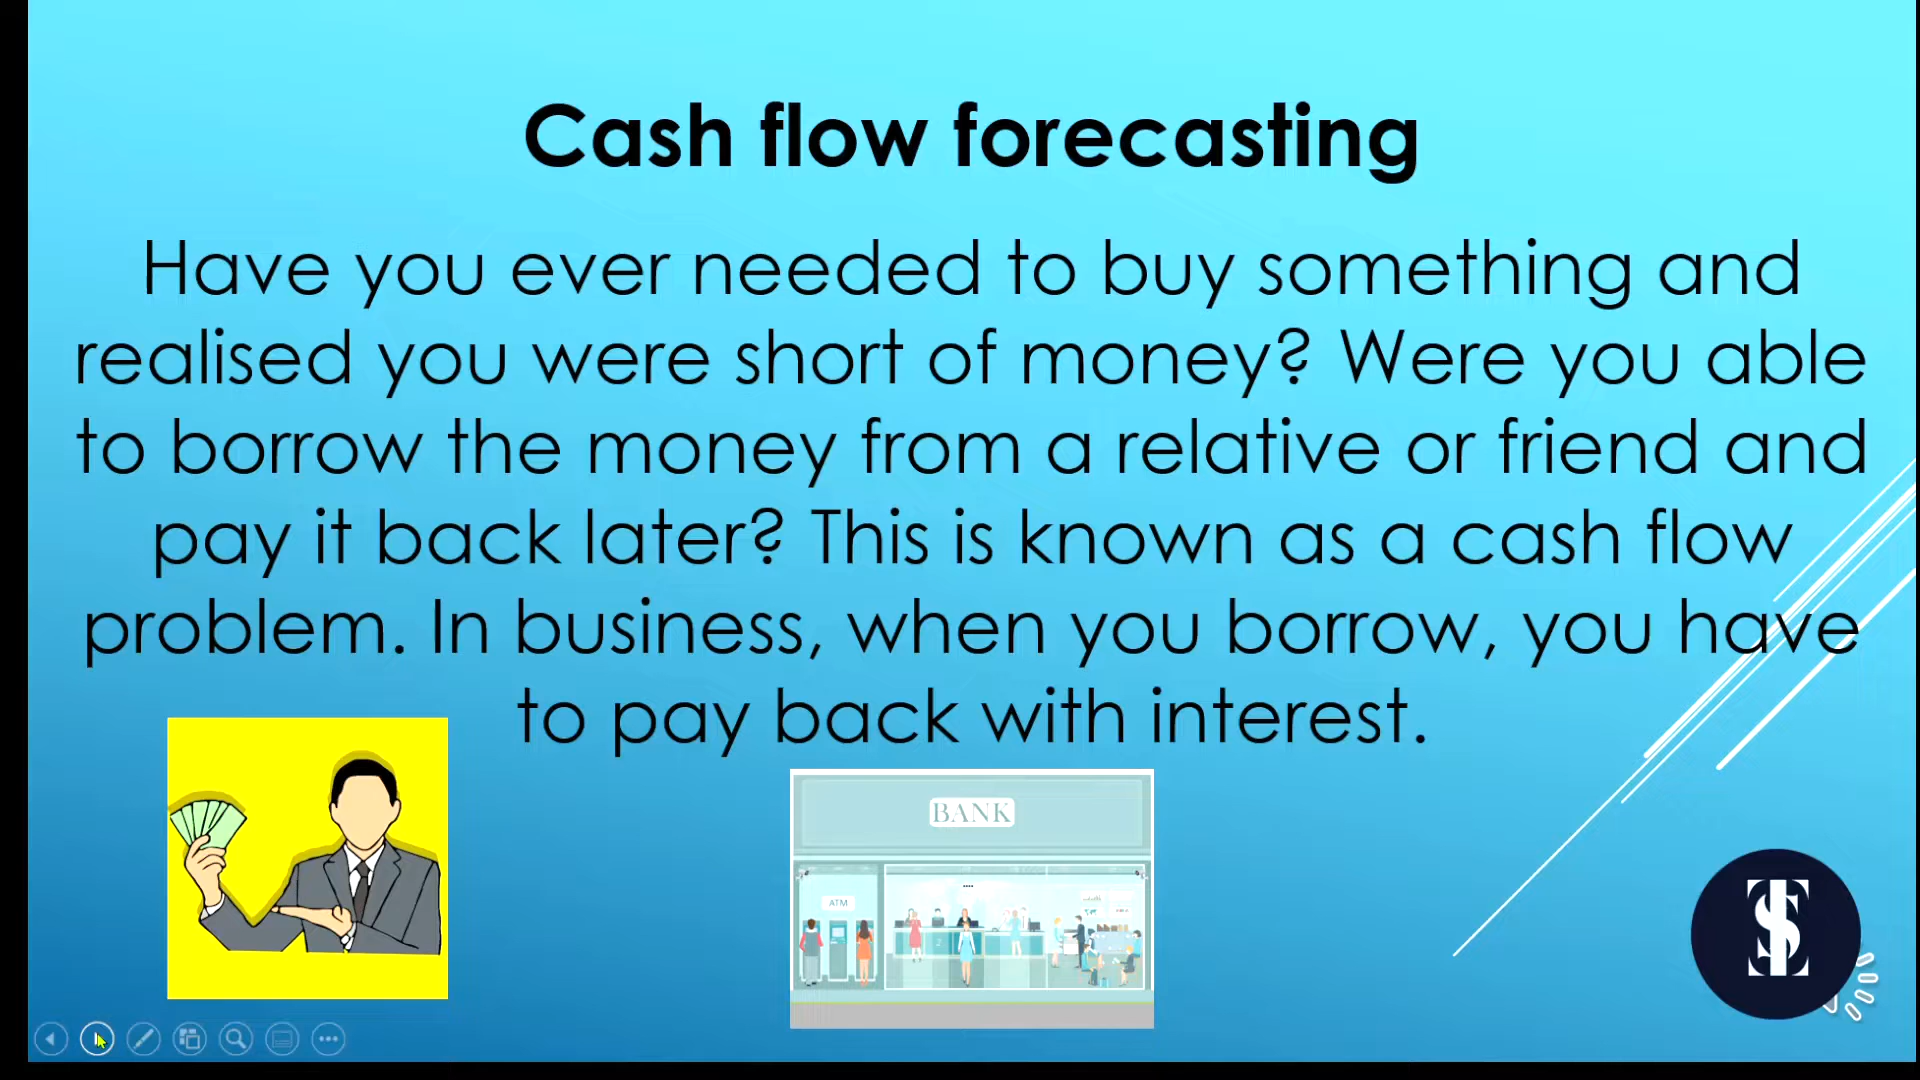 Cash flow forecasting
Have you ever needed to buy something and
realised you were short of money? Were you able
to borrow the money from a relative or friend and
pay it back later? This is known as a cash flow
problem. In business, when you borrow, you have
to pay back with interest.
BANK
ATM